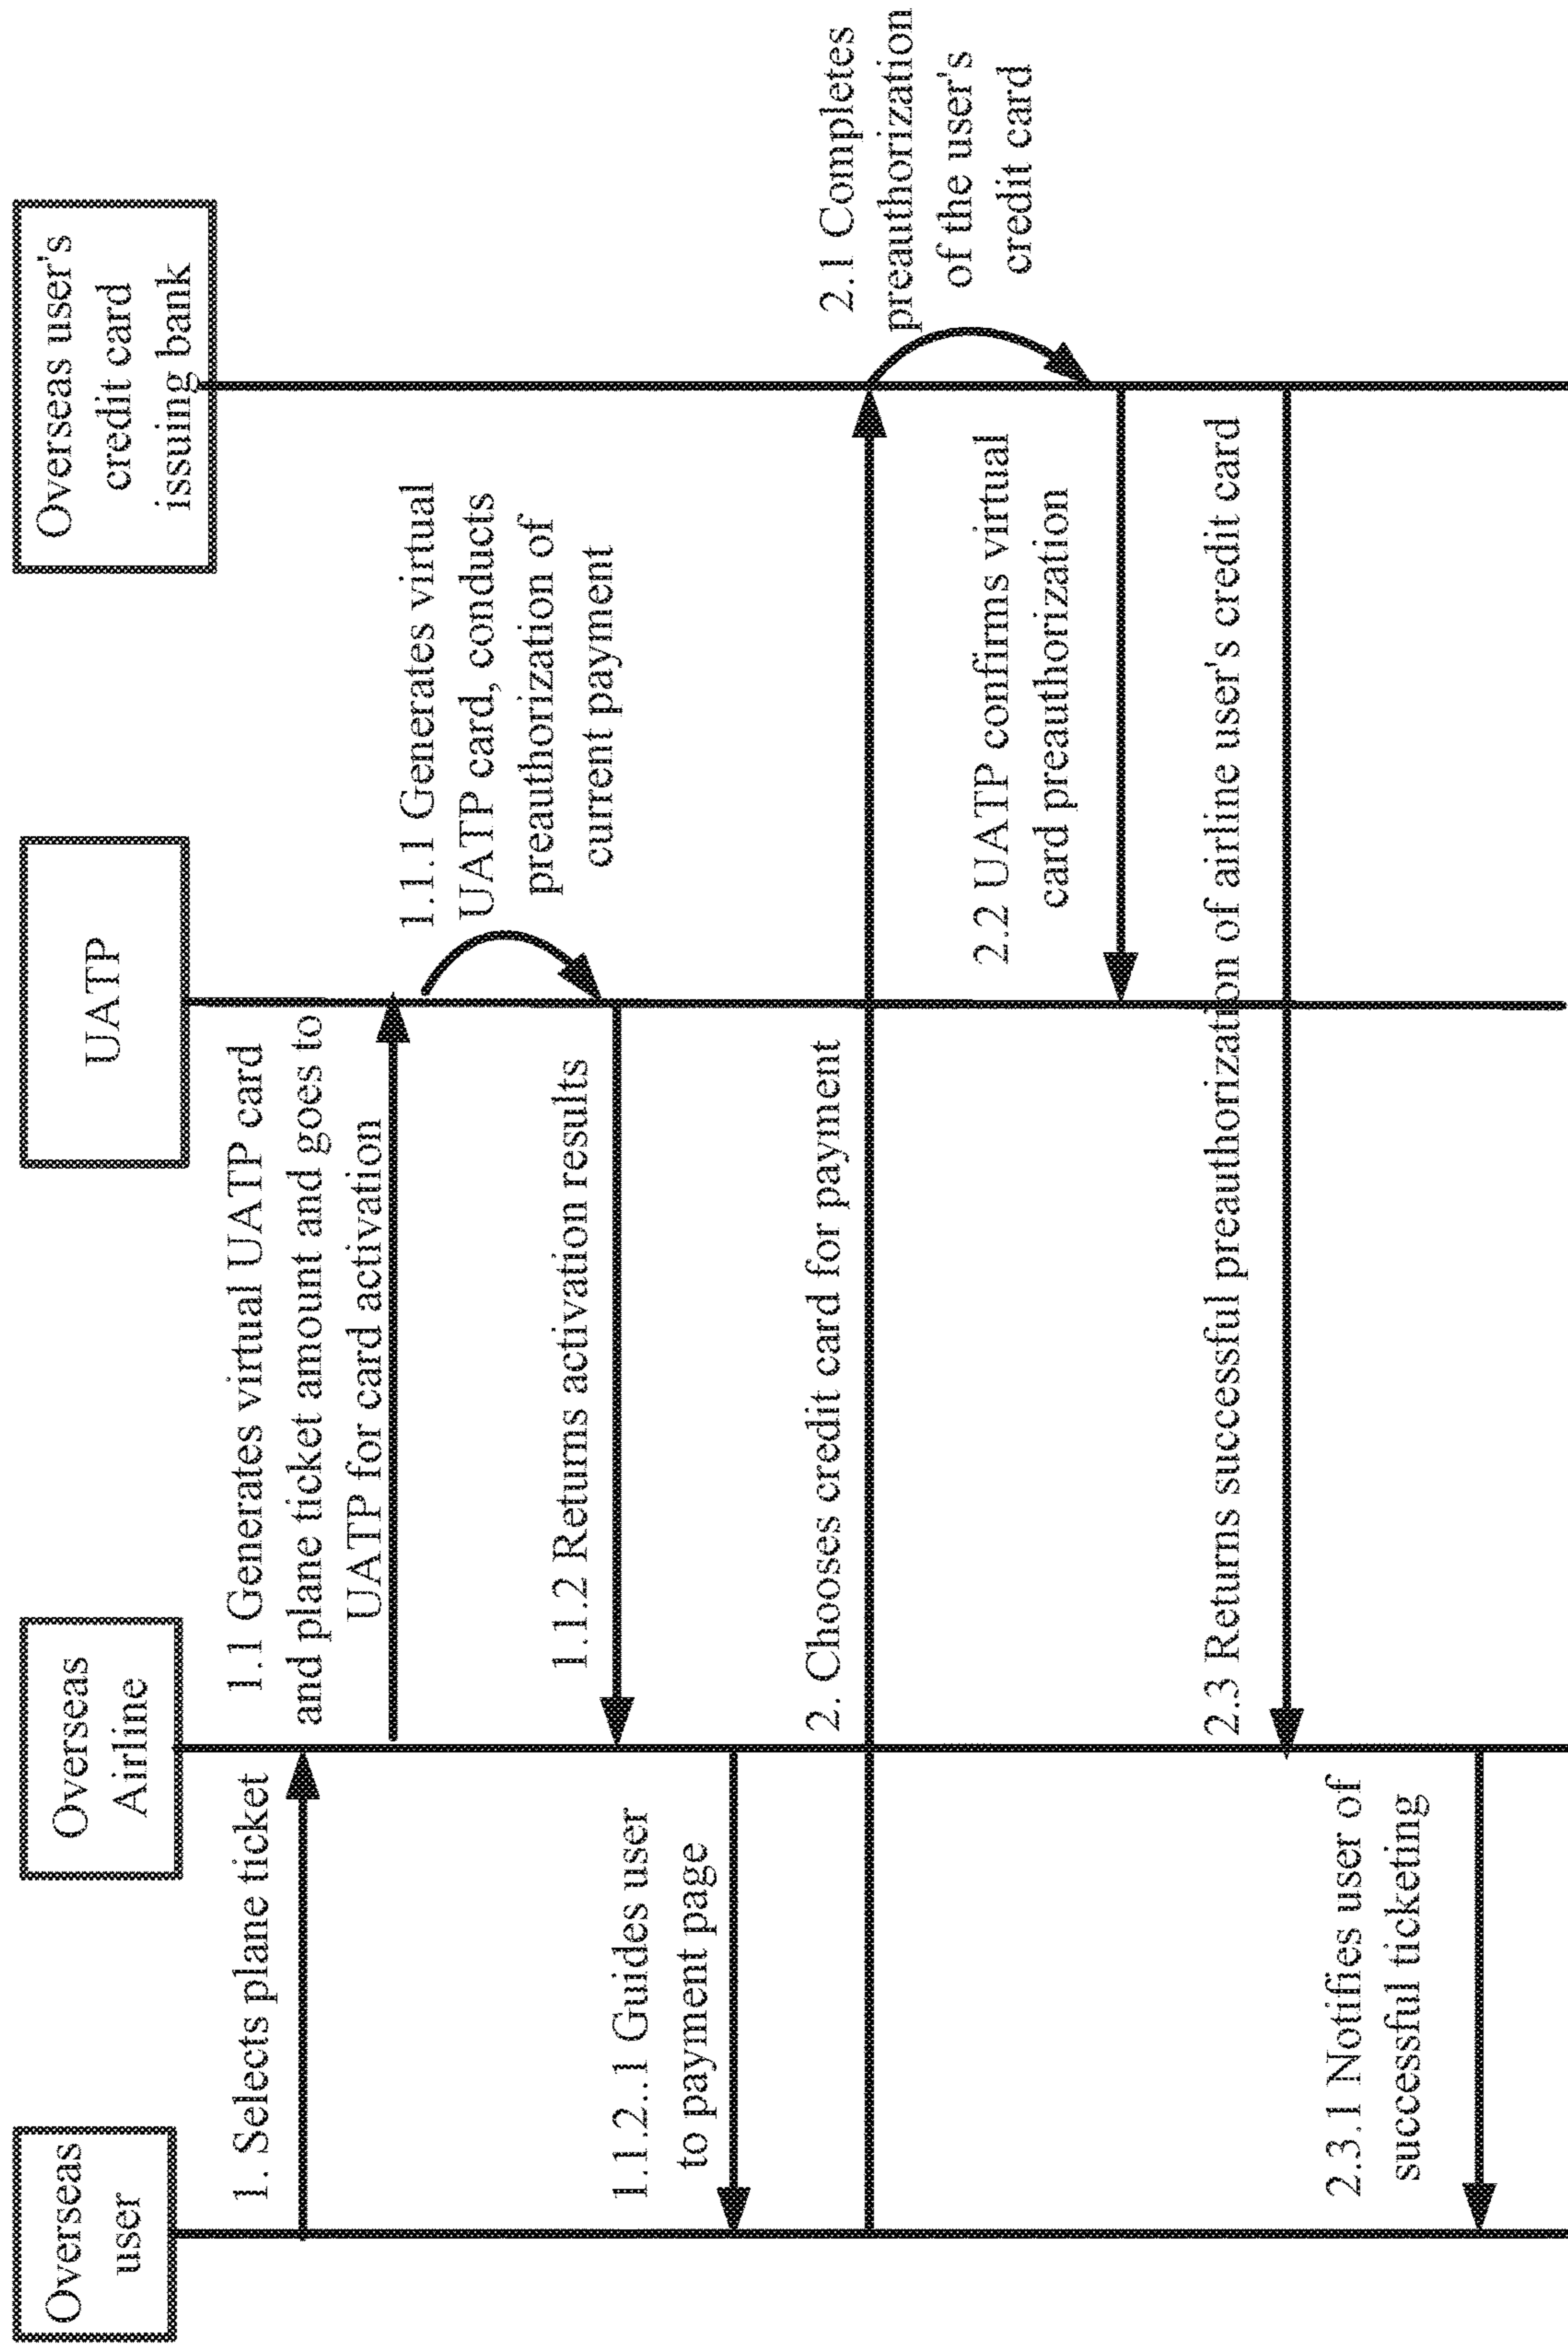 Overseas
user
Overseas
Airline
UATP
Overseas user's
credit card
issuing bank
1. Selects plane ticket
1.1 Generates virtual UATP card
and plane ticket amount and goes to
UATP for card activation
1.1.1 Generates virtual
UATP card, conducts
preauthorization of
current payment
1.1.2 Returns activation results
1.1.2..1 Guides user
to payment page
2. Chooses credit card for payment
2.1 Completes
preauthorization
of the user's
credit card
2.2 UATP confirms virtual
card preauthorization
2.3 Returns successful preauthorization of airline user's credit card
2.3.1 Notifies user of
successful ticketing